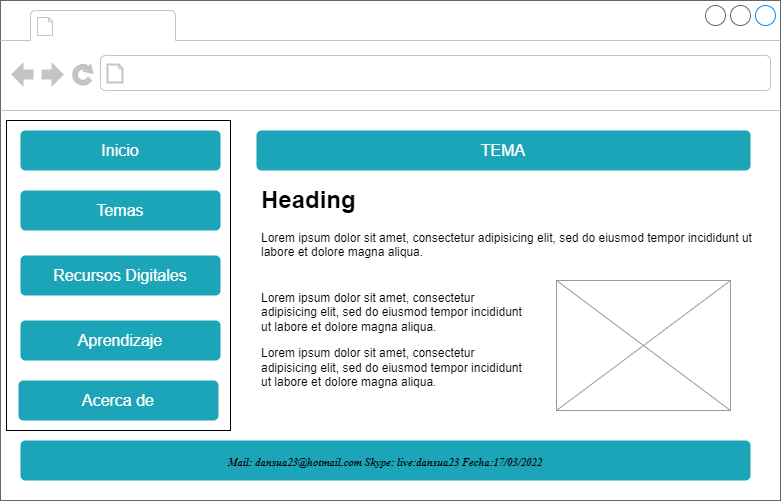 Inicio
Temas
Recursos Digitales
Aprendizaje
Acerca de
TEMA
Heading
Lorem ipsum dolor sit amet, consectetur adipisicing elit, sed do eiusmod tempor incididunt ut
labore et dolore magna aliqua.
Lorem ipsum dolor sit amet, consectetur
adipisicing elit, sed do eiusmod tempor incididunt
ut labore et dolore magna aliqua.
Lorem ipsum dolor sit amet, consectetur
adipisicing elit, sed do eiusmod tempor incididunt
ut labore et dolore magna aliqua.
Mail: dansua23@hotmail.com Skype: live:dansua23 Fecha:17/03/2022